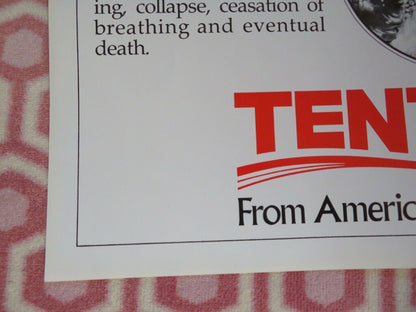 ing, collapse, ceasation of
breathing and eventual
death.
TENT
From Americ